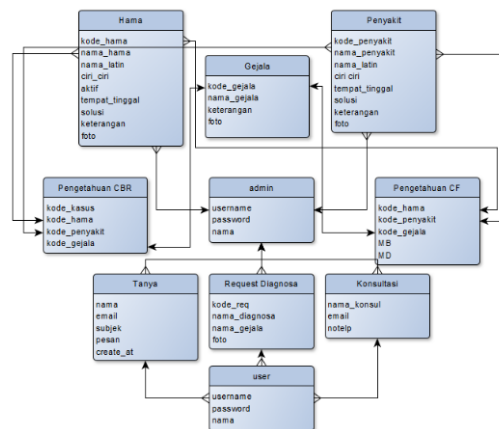 Hama
kode_hama
nama_hama
nama_latin
ciri_ciri
aktif
tempat_tinggal
solusi
keterangan
foto
Penyakit
kode_penyakit
nama_penyakit
nama_latin
ciri ciri
tempat_tinggal
solusi
keterangan
foto
Gejala
kode_gejala
nama_gejala
keterangan
foto
Pengetahuan CBR
kode_kasus
kode_hama
kode_penyakit
kode_gejala
admin
username
password
nama
Pengetahuan CF
kode_hama
kode_penyakit
kode_gejala
MB
MD
Tanya
nama
email
subjek
pesan
create_at
Request Diagnosa
kode_req
nama_diagnosa
nama_gejala
foto
Konsultasi
nama_konsul
email
notelp
user
username
password
nama